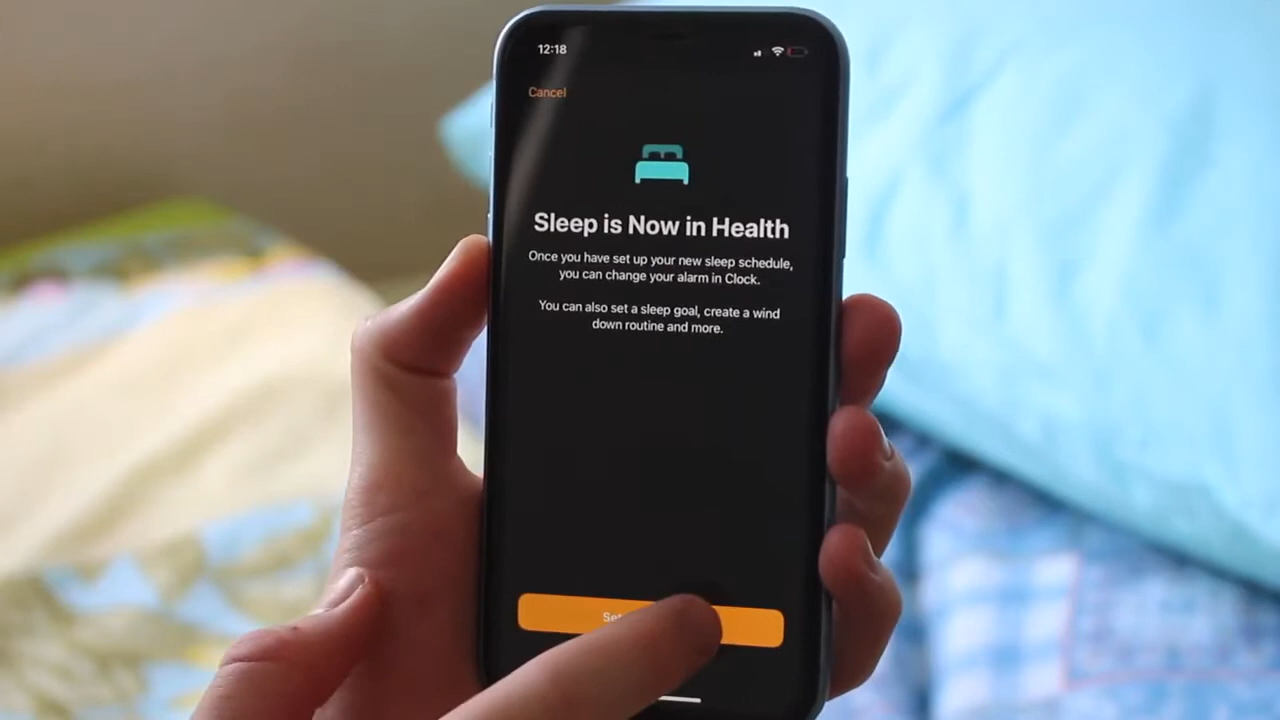 12:18
Cancel
Sleep is Now in Health
Once you have set up your new sleep schedule,
you can change your alarm in Clock.
You can also set a sleep goal, create a wind
down routine and more.